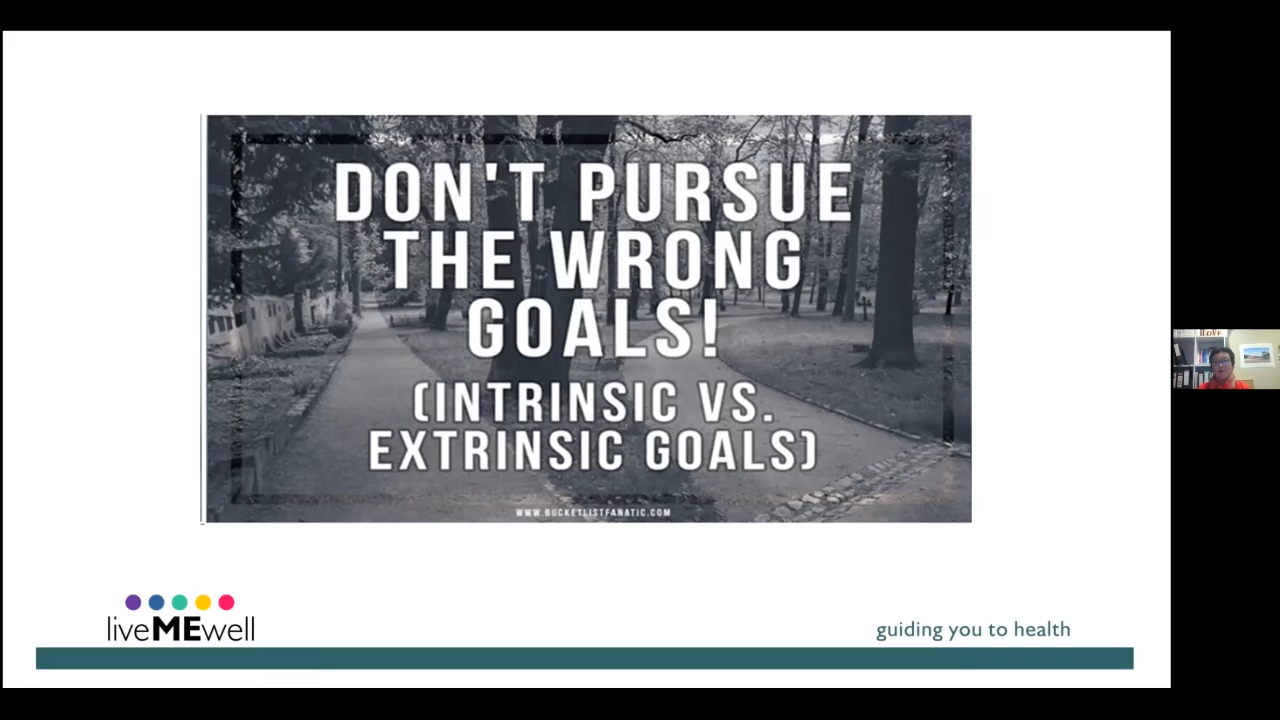 DON'T PURSUE
THE WRONG
GOALS!
(INTRINSIC VS.
EXTRINSIC GOALS)
WWW.BUCKETLISTFANATIC.COM
liveMEwell
guiding you to health